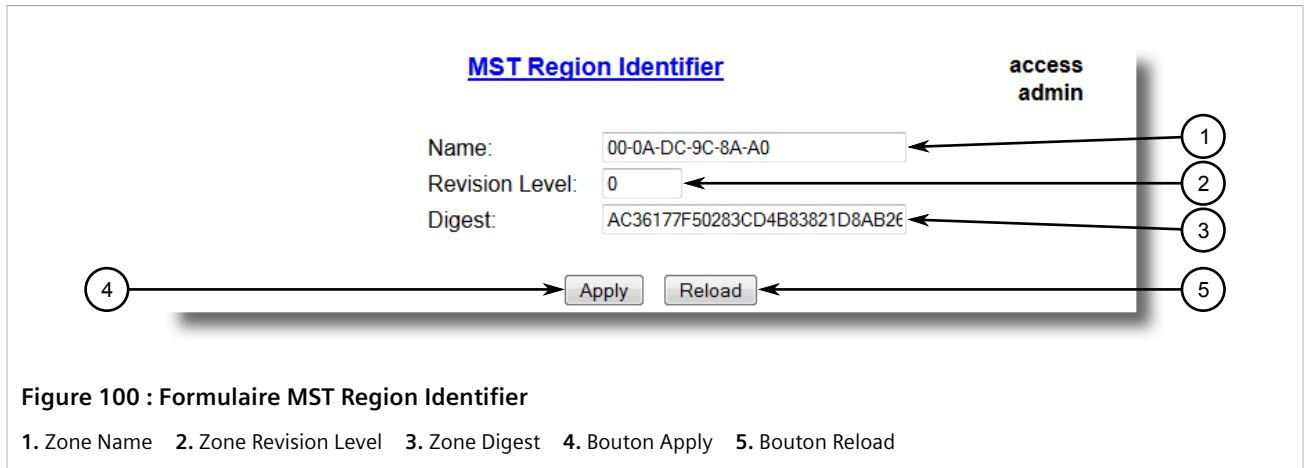 MST Region Identifier
access
admin
Name: 00-0A-DC-9C-8A-A0 1
Revision Level: 0 2
Digest: AC36177F50283CD4B83821D8AB26 3
4 Apply Reload 5
Figure 100 : Formulaire MST Region Identifier
1. Zone Name 2. Zone Revision Level 3. Zone Digest 4. Bouton Apply 5. Bouton Reload